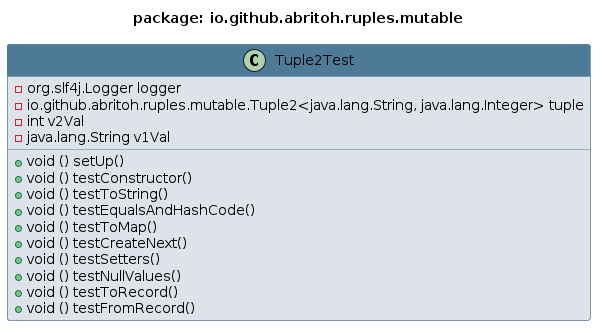 package: io.github.abritoh.ruples.mutable
C Tuple2Test
org.slf4j.Logger logger
io.github.abritoh.ruples.mutable.Tuple2<java.lang.String, java.lang.Integer> tuple
int v2Val
java.lang.String v1Val
void () setUp()
void () testConstructor()
void () testToString()
void () testEqualsAndHashCode()
void () testToMap()
void () testCreateNext()
void () testSetters()
void () testNullValues()
void () testToRecord()
void () testFromRecord()